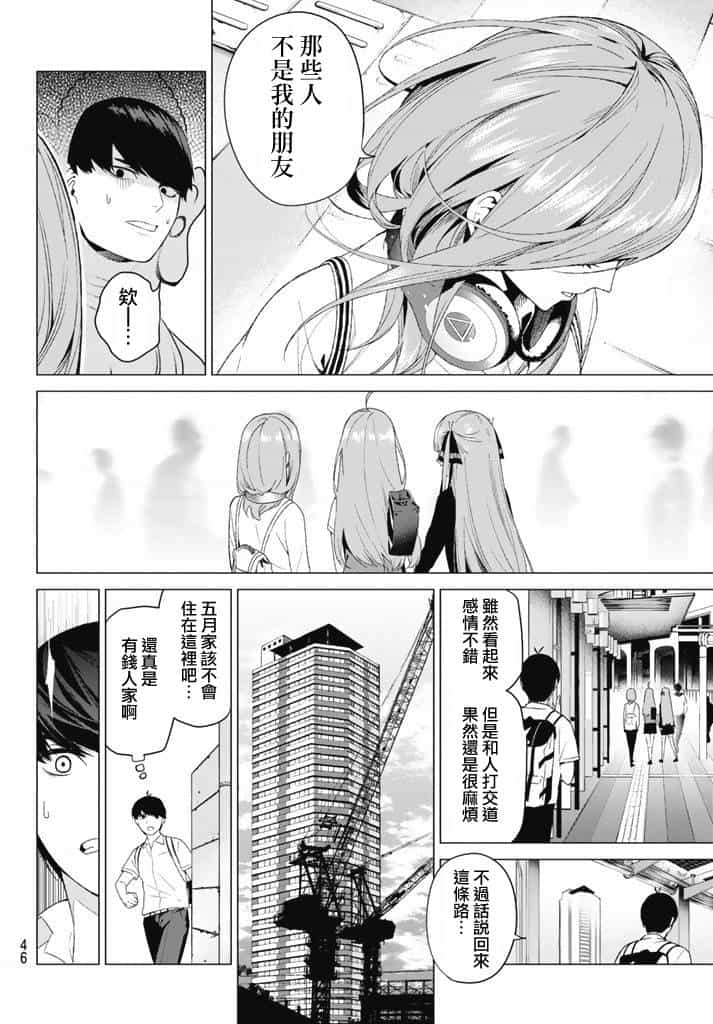 那些人
不是我的朋友
欸—…
雖然看起來
感情不錯
但是和人打交道
果然還是很麻煩
不過話說回來
這條路…
五月家該不會
住在這裡吧…
還真是
有錢人家啊
46